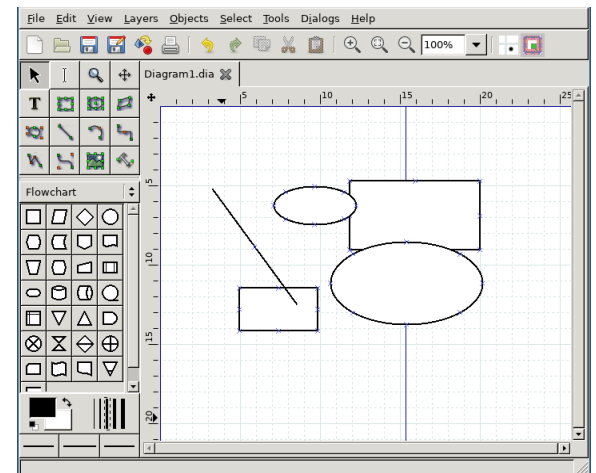 File Edit View Layers Objects Select Tools Dialogs Help
100%
Diagram1.dia
5 10 15 20 25
T
Flowchart
5
10
15
20